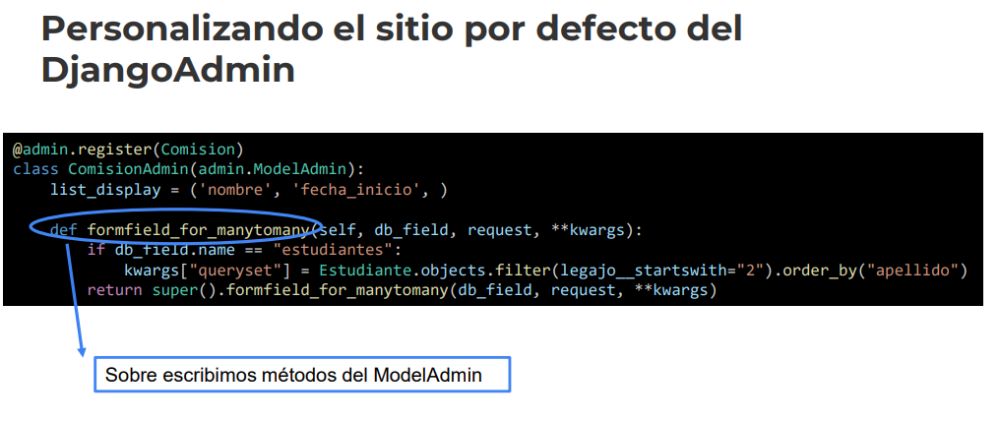 Personalizando el sitio por defecto del
DjangoAdmin
@admin.register(Comision)
class ComisionAdmin(admin.ModelAdmin):
    list_display = ('nombre', 'fecha_inicio', )
    def formfield_for_manytomany(self, db_field, request, **kwargs):
        if db_field.name == "estudiantes":
            kwargs["queryset"] = Estudiante.objects.filter(legajo__startswith="2").order_by("apellido")
        return super().formfield_for_manytomany(db_field, request, **kwargs)
Sobre escribimos métodos del ModelAdmin